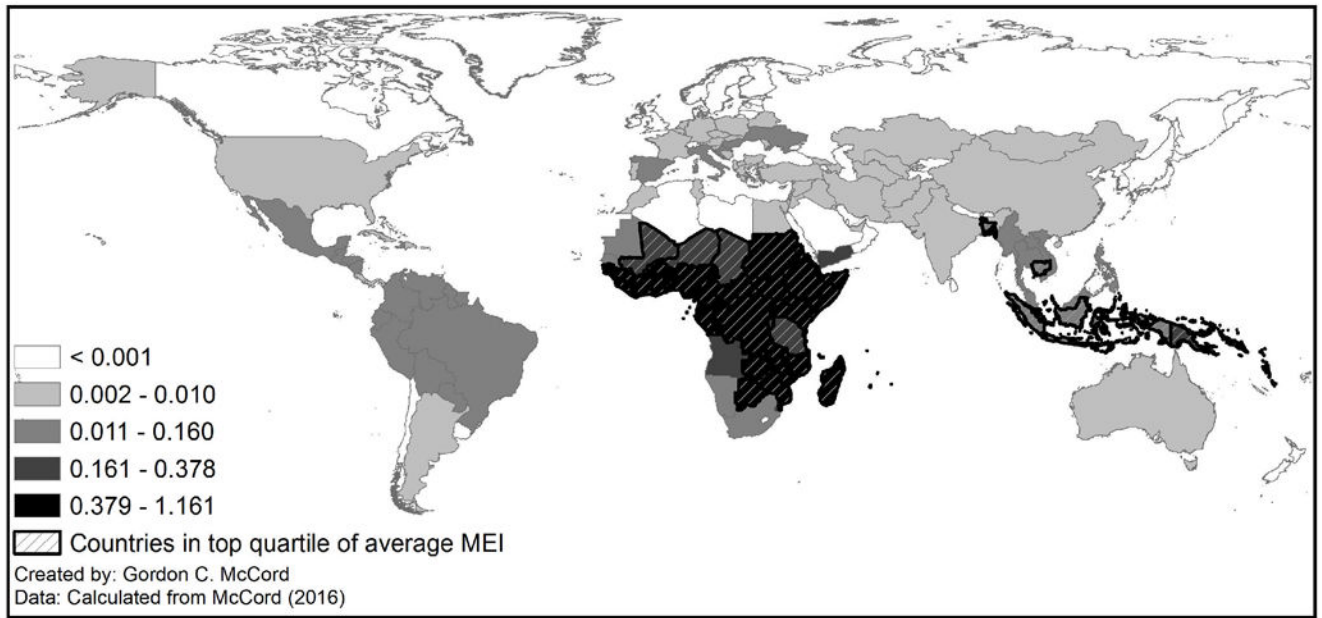 < 0.001
0.002 - 0.010
0.011 - 0.160
0.161 - 0.378
0.379 - 1.161
Countries in top quartile of average MEI
Created by: Gordon C. McCord
Data: Calculated from McCord (2016)